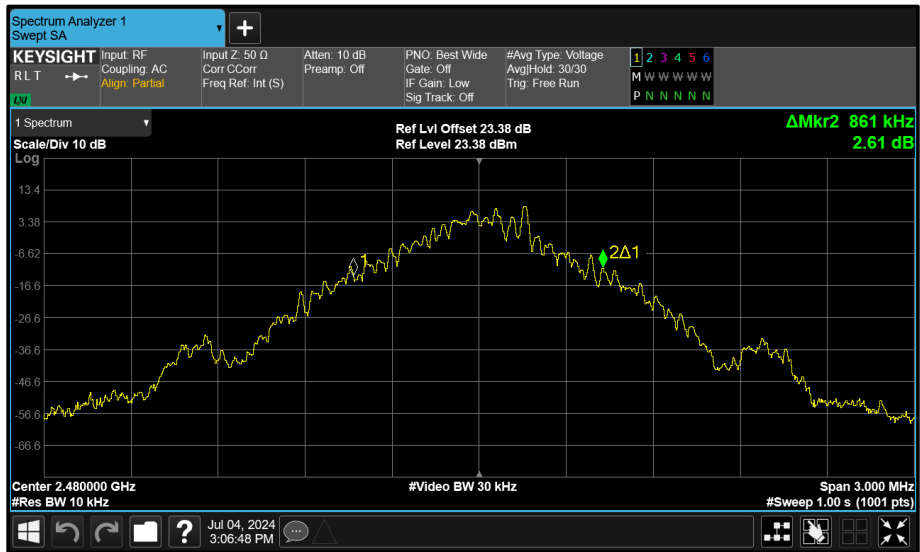 Spectrum Analyzer 1
Swept SA
+
KEYSIGHT
R L T
LXI
Input: RF
Coupling: AC
Align: Partial
Input Z: 50 Ω
Corr CCorr
Freq Ref: Int (S)
Atten: 10 dB
Preamp: Off
PNO: Best Wide
Gate: Off
IF Gain: Low
Sig Track: Off
#Avg Type: Voltage
Avg|Hold: 30/30
Trig: Free Run
1 2 3 4 5 6
M W W W W W
P N N N N N
1 Spectrum
Scale/Div 10 dB
Ref Lvl Offset 23.38 dB
Ref Level 23.38 dBm
ΔMkr2 861 kHz
2.61 dB
Log
13.4
3.38
-6.62
-16.6
-26.6
-36.6
-46.6
-56.6
-66.6
1
2Δ1
Center 2.480000 GHz
#Video BW 30 kHz
Span 3.000 MHz
#Res BW 10 kHz
#Sweep 1.00 s (1001 pts)
?
Jul 04, 2024
3:06:48 PM